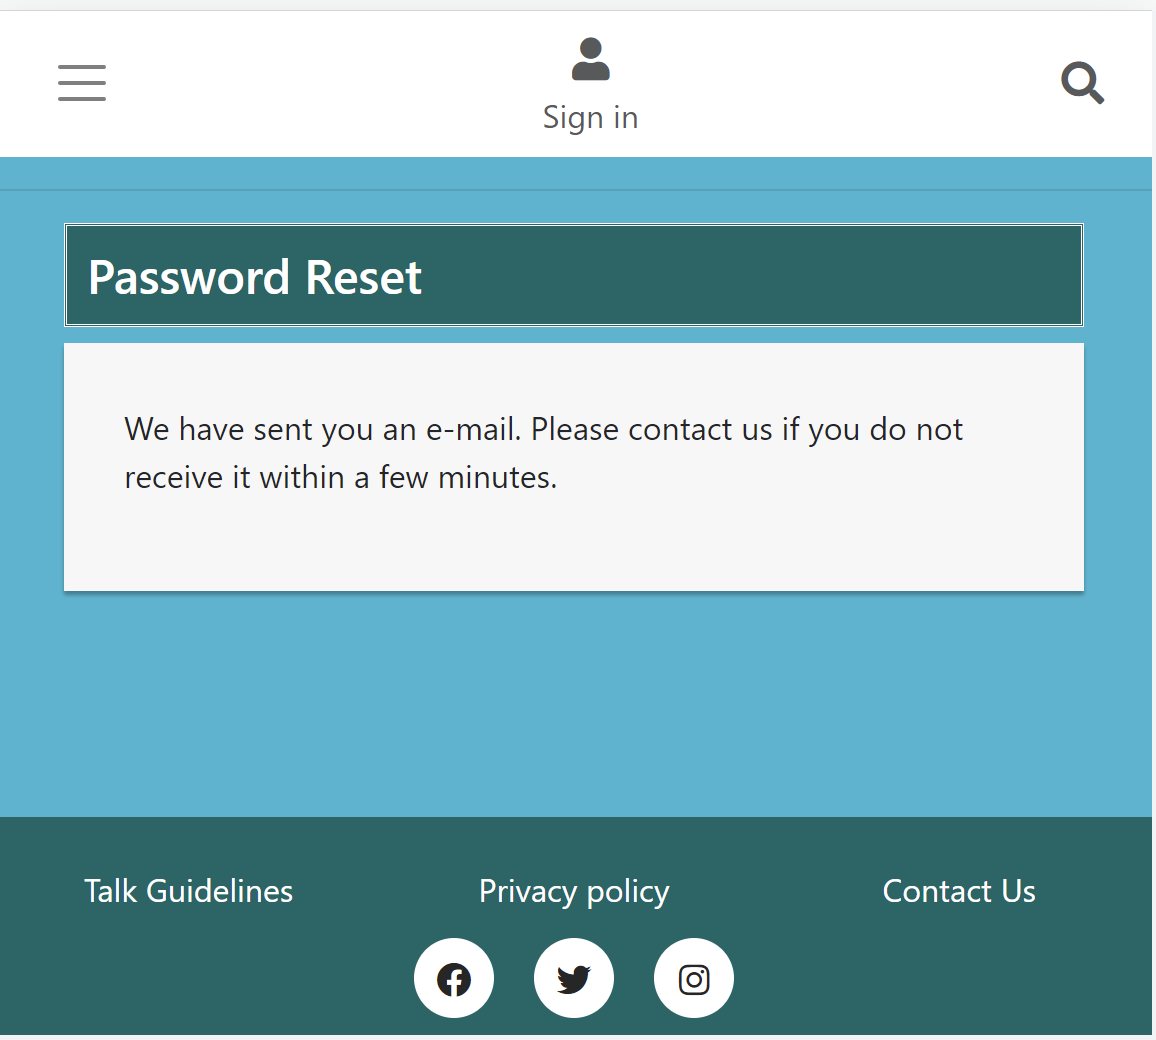 Sign in
Password Reset
We have sent you an e-mail. Please contact us if you do not
receive it within a few minutes.
Talk Guidelines
Privacy policy
Contact Us